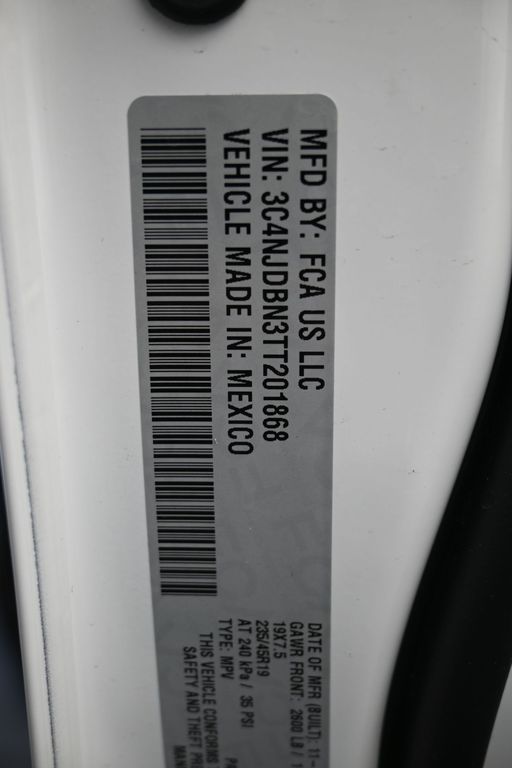 MFD BY: FCA US LLC
VIN: 3C4NJDBN3TT201868
VEHICLE MADE IN: MEXICO
DATE OF MFR (BUILT): 11-
GAWR FRONT: 2600 LB /
19X7.5
235/45R19
AT 240 kPa / 35 PSI
TYPE: MPV
THIS VEHICLE CONFORMS
SAFETY AND THEFT PR